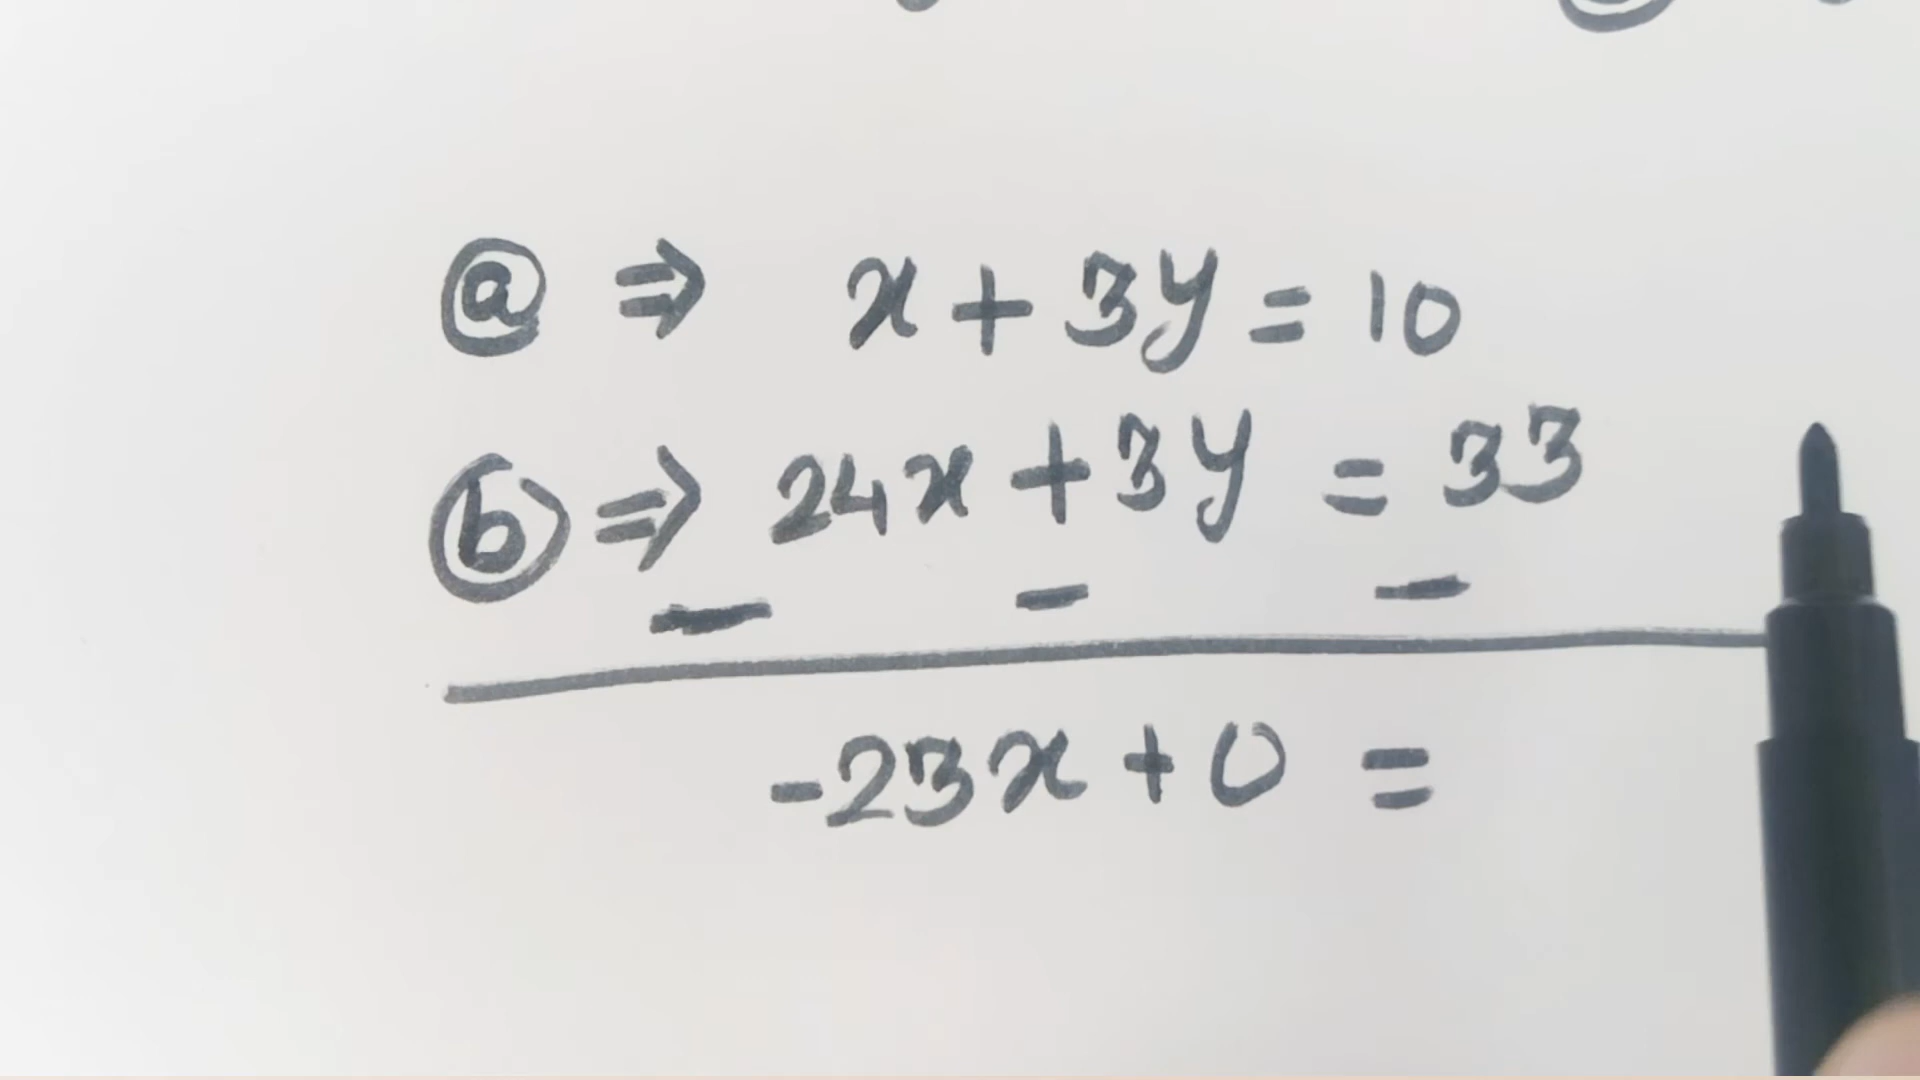 ⓐ ⇒ x + 3y = 10
ⓑ ⇒ 24x + 3y = 33
— — —
-23x + 0 =